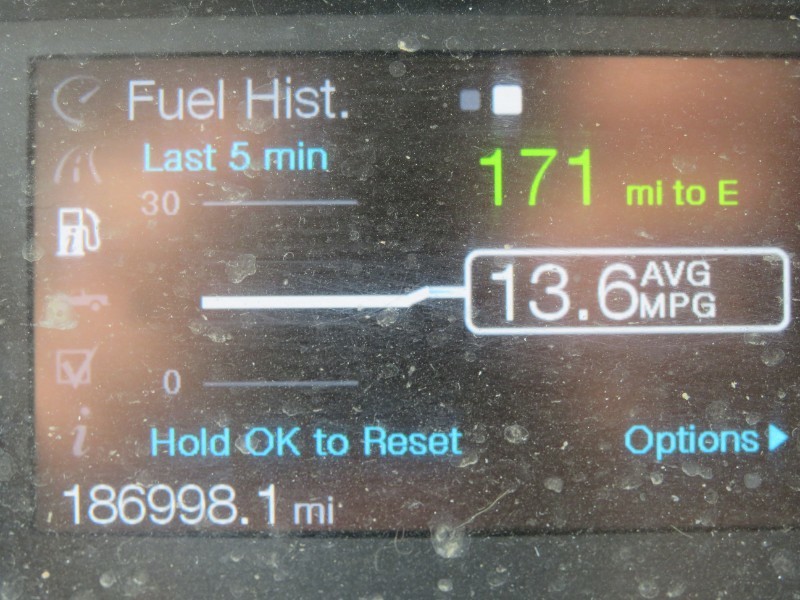 Fuel Hist.
Last 5 min
171 mi to E
30
13.6 AVG MPG
0
Hold OK to Reset
Options
186998.1 mi